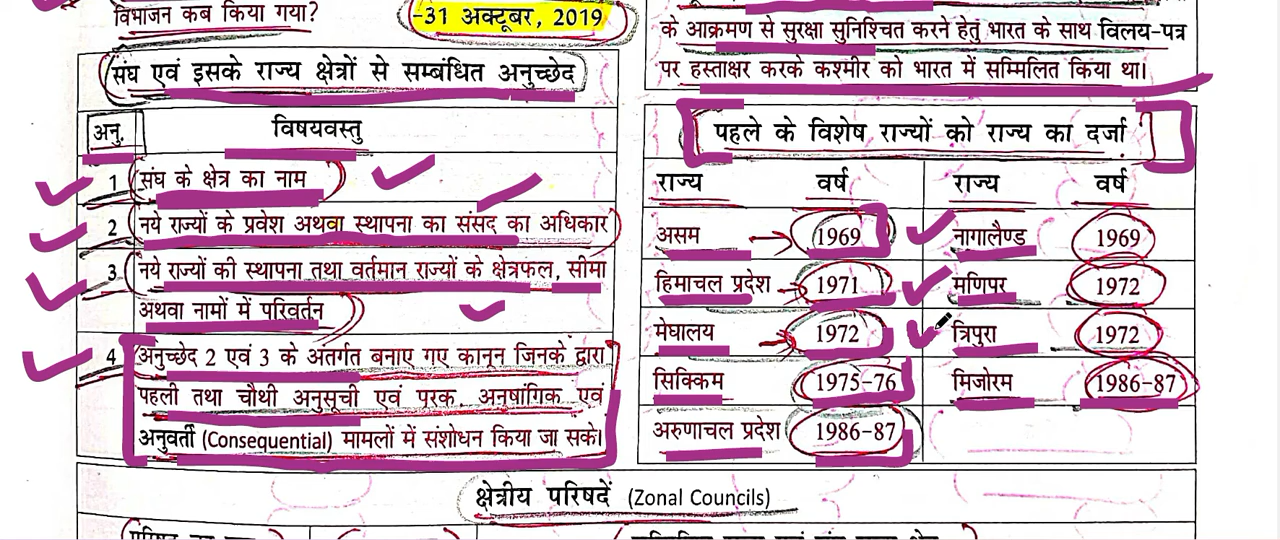 विभाजन कब किया गया?
-31 अक्टूबर, 2019
संघ एवं इसके राज्य क्षेत्रों से सम्बंधित अनुच्छेद
अनु. विषयवस्तु
1 संघ के क्षेत्र का नाम
2 नये राज्यों के प्रवेश अथवा स्थापना का संसद का अधिकार
3 नये राज्यों की स्थापना तथा वर्तमान राज्यों के क्षेत्रफल, सीमा
अथवा नामों में परिवर्तन
4 अनुच्छेद 2 एवं 3 के अंतर्गत बनाए गए कानून जिनके द्वारा
पहली तथा चौथी अनुसूची एवं पूरक, अनुषांगिक एवं
अनुवर्ती (Consequential) मामलों में संशोधन किया जा सके।
के आक्रमण से सुरक्षा सुनिश्चित करने हेतु भारत के साथ विलय-पत्र
पर हस्ताक्षर करके कश्मीर को भारत में सम्मिलित किया था।
पहले के विशेष राज्यों को राज्य का दर्जा
राज्य वर्ष राज्य वर्ष
असम 1969 नागालैण्ड 1969
हिमाचल प्रदेश 1971 मणिपुर 1972
मेघालय 1972 त्रिपुरा 1972
सिक्किम 1975-76 मिजोरम 1986-87
अरुणाचल प्रदेश 1986-87
क्षेत्रीय परिषदें (Zonal Councils)